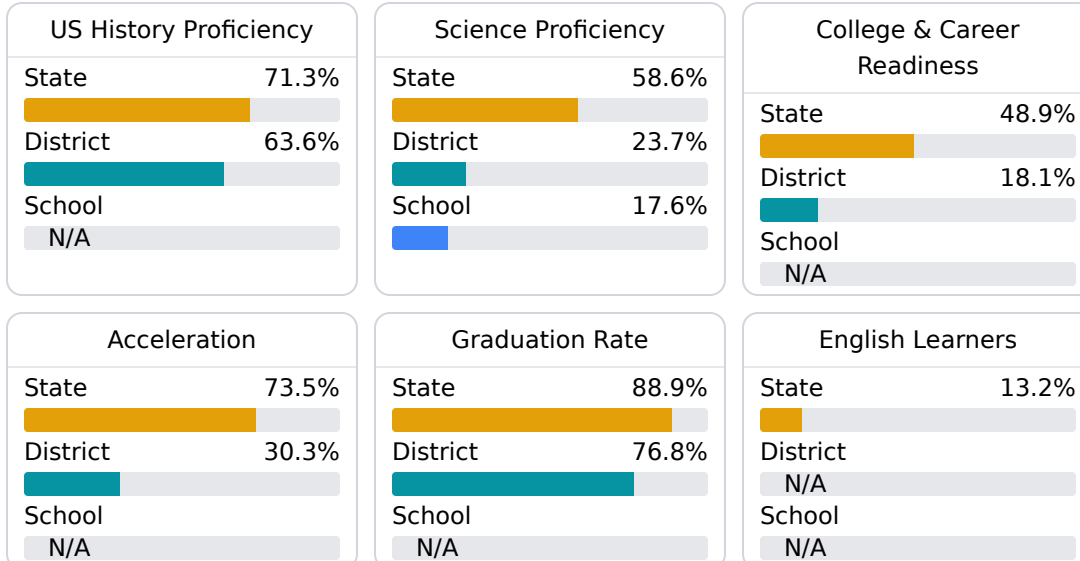 US History Proficiency
State 71.3%
District 63.6%
School
N/A
Science Proficiency
State 58.6%
District 23.7%
School 17.6%
College & Career
Readiness
State 48.9%
District 18.1%
School
N/A
Acceleration
State 73.5%
District 30.3%
School
N/A
Graduation Rate
State 88.9%
District 76.8%
School
N/A
English Learners
State 13.2%
District
N/A
School
N/A